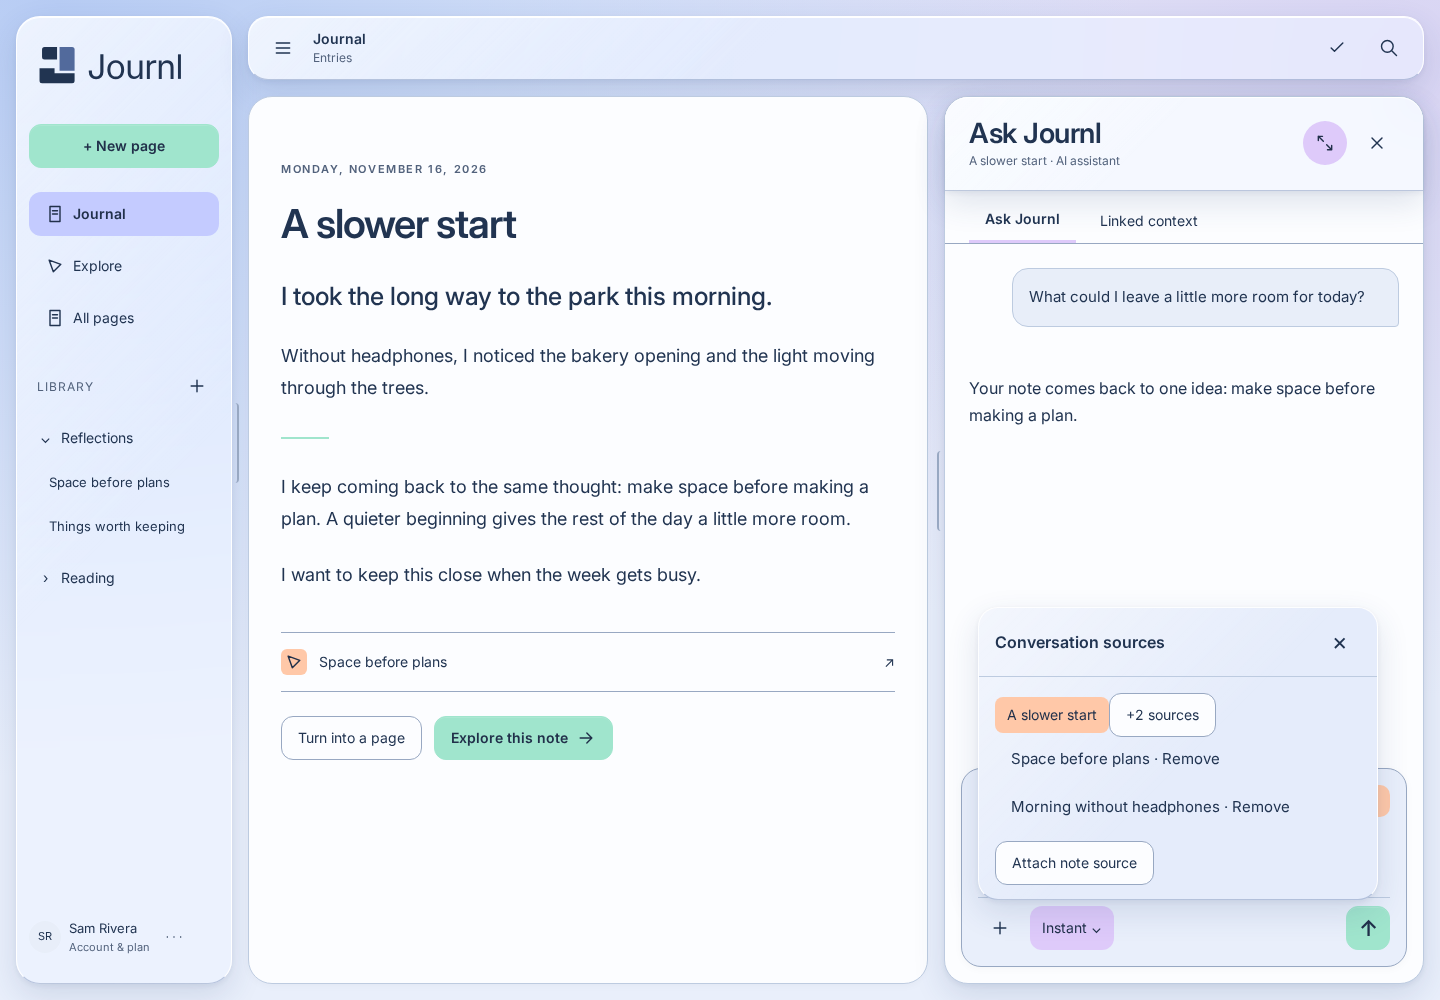 Journl
+ New page
Journal
Explore
All pages
LIBRARY
Reflections
Space before plans
Things worth keeping
Reading
SR
Sam Rivera
Account & plan
Journal
Entries
MONDAY, NOVEMBER 16, 2026
A slower start
I took the long way to the park this morning.
Without headphones, I noticed the bakery opening and the light moving
through the trees.
I keep coming back to the same thought: make space before making a
plan. A quieter beginning gives the rest of the day a little more room.
I want to keep this close when the week gets busy.
Space before plans
Turn into a page
Explore this note
Ask Journl
A slower start · AI assistant
Ask Journl
Linked context
What could I leave a little more room for today?
Your note comes back to one idea: make space before
making a plan.
Conversation sources
A slower start
+2 sources
Space before plans · Remove
Morning without headphones · Remove
Attach note source
Instant